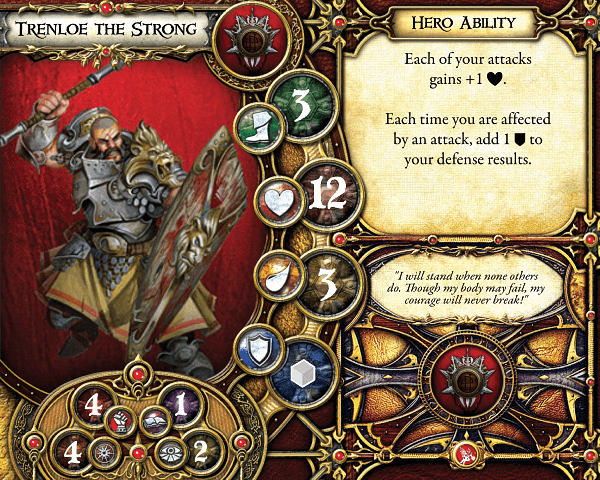 Trenloe the Strong
Hero Ability
Each of your attacks
gains +1 .
Each time you are affected
by an attack, add 1 to
your defense results.
3
12
3
"I will stand when none others
do. Though my body may fail, my
courage will never break!"
4 1
4 2